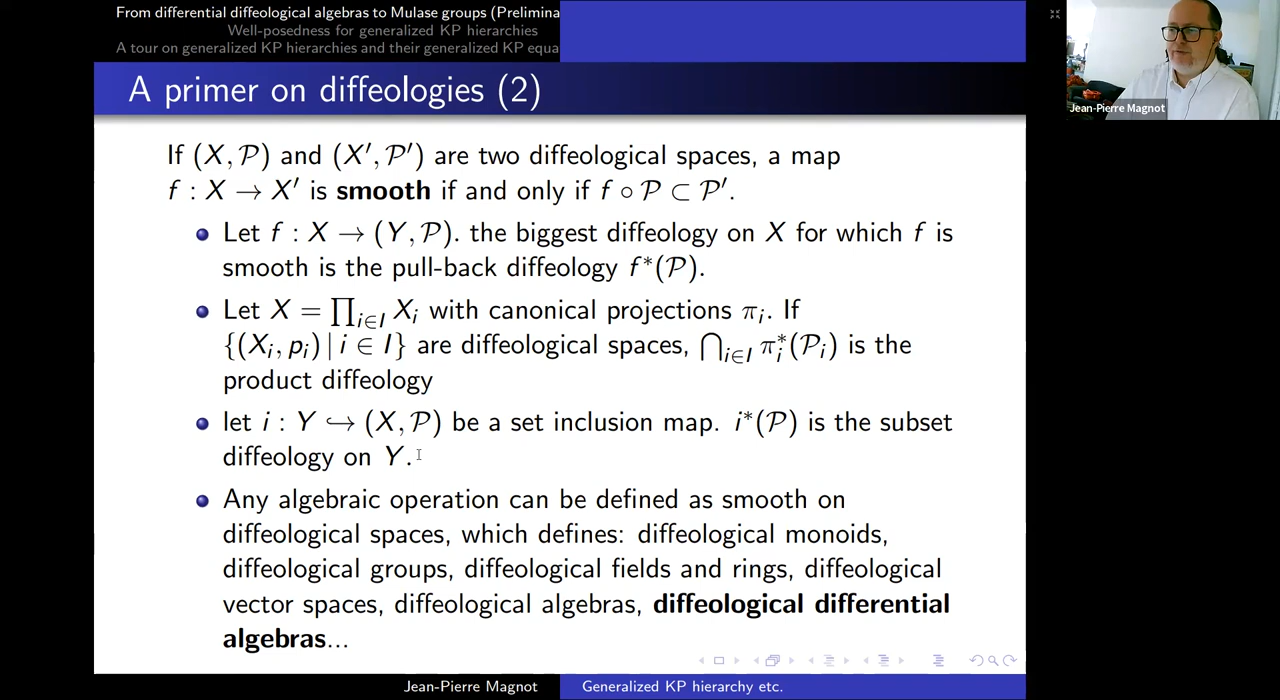 From differential diffeological algebras to Mulase groups (Prelimina
Well-posedness for generalized KP hierarchies
A tour on generalized KP hierarchies and their generalized KP equa
A primer on diffeologies (2)
If (X, 𝒫) and (X′, 𝒫′) are two diffeological spaces, a map
f : X → X′ is smooth if and only if f ∘ 𝒫 ⊂ 𝒫′.
Let f : X → (Y, 𝒫). the biggest diffeology on X for which f is
smooth is the pull-back diffeology f*(𝒫).
Let X = ∏_{i∈I} X_i with canonical projections π_i. If
{(X_i, p_i) | i ∈ I} are diffeological spaces, ⋂_{i∈I} π_i^*(𝒫_i) is the
product diffeology
let i : Y ↪ (X, 𝒫) be a set inclusion map. i*(𝒫) is the subset
diffeology on Y.
Any algebraic operation can be defined as smooth on
diffeological spaces, which defines: diffeological monoids,
diffeological groups, diffeological fields and rings, diffeological
vector spaces, diffeological algebras, diffeological differential
algebras...
Jean-Pierre Magnot
Generalized KP hierarchy etc.
Jean-Pierre Magnot